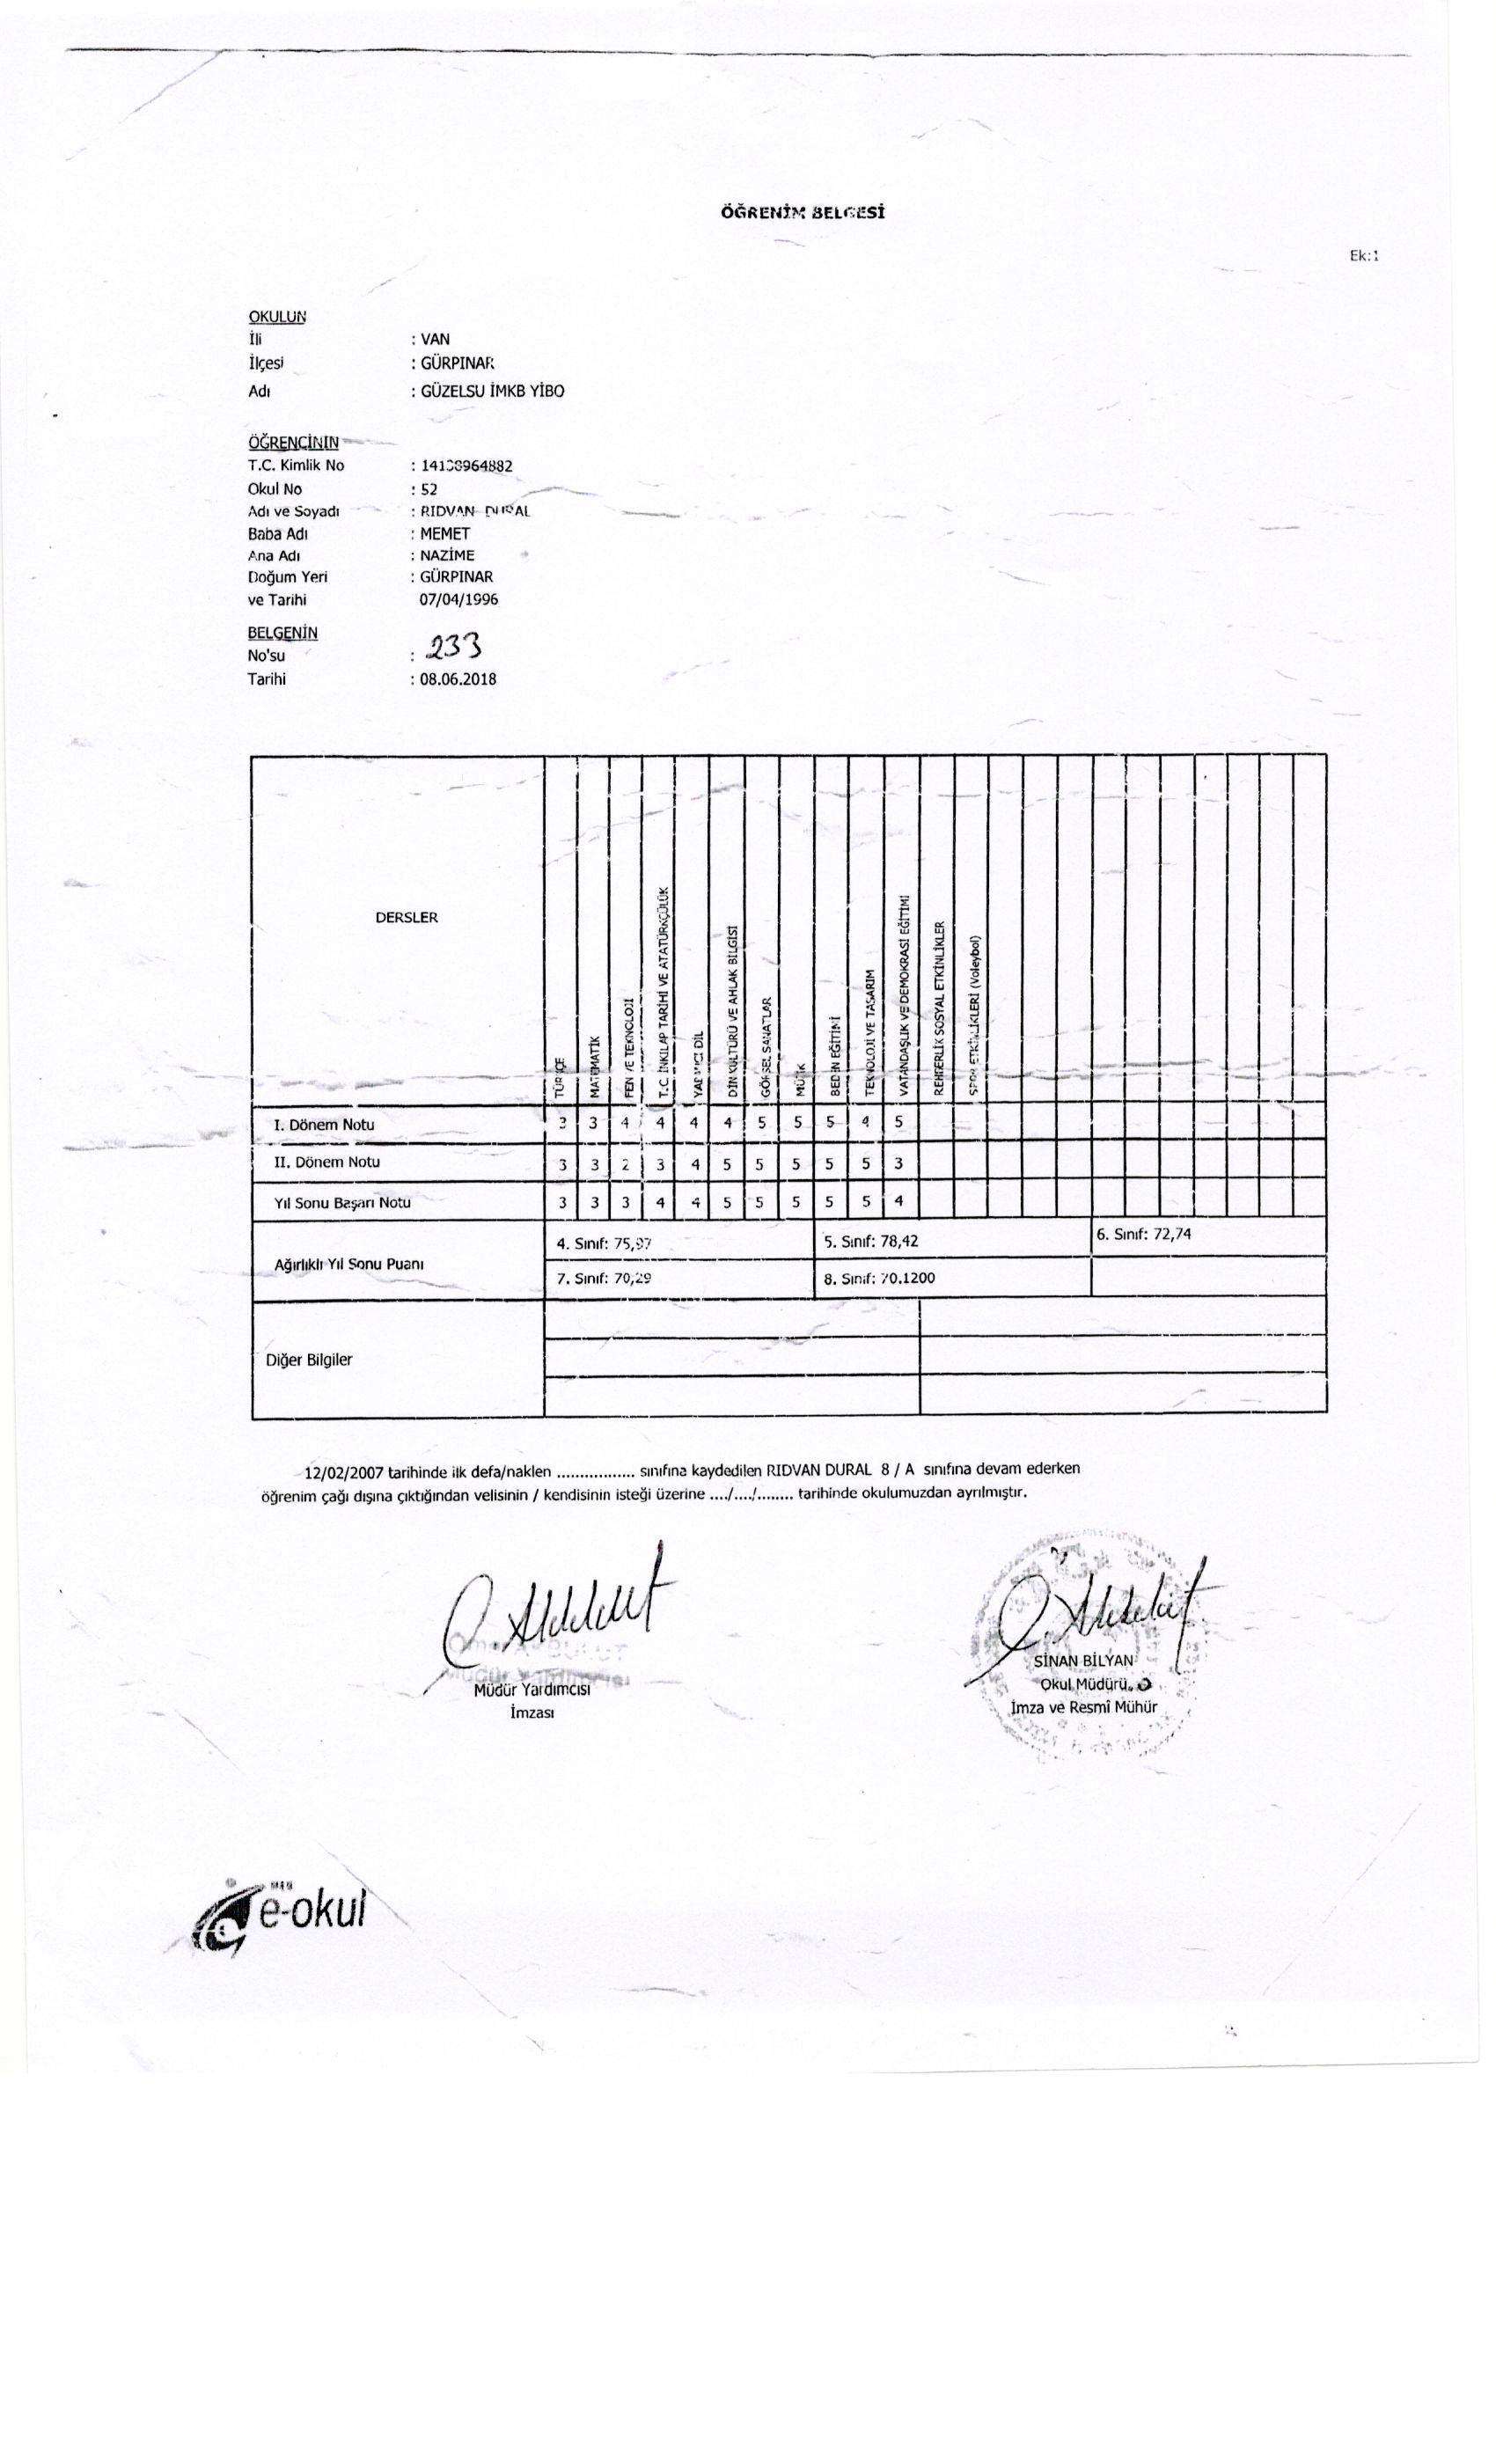 ÖĞRENİM BELGESİ
Ek:1
OKULUN
İli : VAN
İlçesi : GÜRPINAR
Adı : GÜZELSU İMKB YİBO
ÖĞRENCİNİN
T.C. Kimlik No :
Okul No : 52
Adı ve Soyadı : RIDVAN DURAL
Baba Adı : MEMET
Ana Adı : NAZİME
Doğum Yeri : GÜRPINAR
ve Tarihi 07/04/1996
BELGENİN
No'su : 233
Tarihi : 08.06.2018
DERSLER TÜRKÇE MATEMATİK FEN VE TEKNOLOJİ T.C. İNKILAP TARİHİ VE ATATÜRKÇÜLÜK YABANCI DİL DİN KÜLTÜRÜ VE AHLAK BİLGİSİ GÖRSEL SANATLAR MÜZİK BEDEN EĞİTİMİ TEKNOLOJİ VE TASARIM VATANDAŞLIK VE DEMOKRASİ EĞİTİMİ REHBERLİK SOSYAL ETKİNLİKLER SPOR ETKİNLİKLERİ (Voleybol)
I. Dönem Notu 3 3 4 4 4 4 5 5 5 4 5
II. Dönem Notu 3 3 2 3 4 5 5 5 5 5 3
Yıl Sonu Başarı Notu 3 3 3 4 4 5 5 5 5 5 4
Ağırlıklı Yıl Sonu Puanı
4. Sınıf: 75,97 5. Sınıf: 78,42 6. Sınıf: 72,74
7. Sınıf: 70,29 8. Sınıf: 70.1200
Diğer Bilgiler
12/02/2007 tarihinde ilk defa/naklen ................. sınıfına kaydedilen RIDVAN DURAL 8 / A sınıfına devam ederken
öğrenim çağı dışına çıktığından velisinin / kendisinin isteği üzerine ..../..../........ tarihinde okulumuzdan ayrılmıştır.
Müdür Yardımcısı
Müdür Yardımcısı
İmzası
SİNAN BİLYAN
Okul Müdürü
İmza ve Resmî Mühür
e-okul